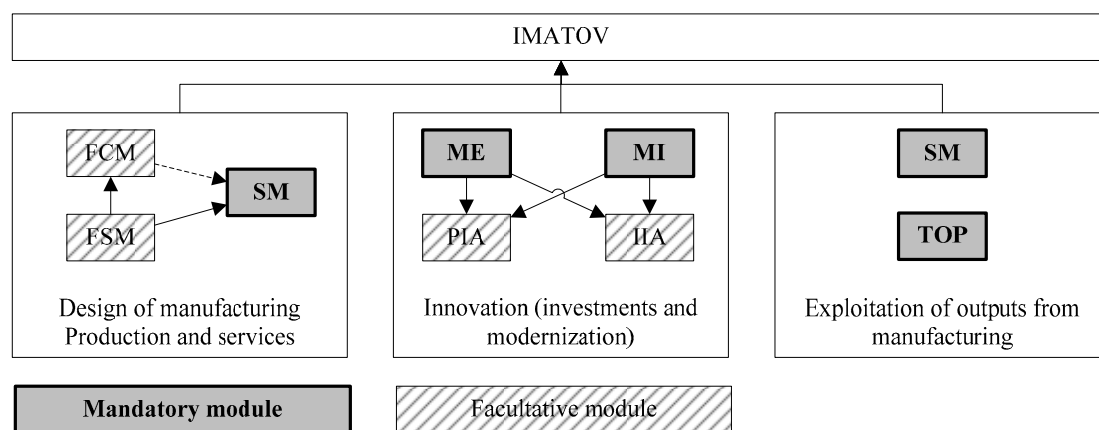 IMATOV
FCM
SM
FSM
Design of manufacturing
Production and services
ME
MI
PIA
IIA
Innovation (investments and
modernization)
SM
TOP
Exploitation of outputs from
manufacturing
Mandatory module
Facultative module